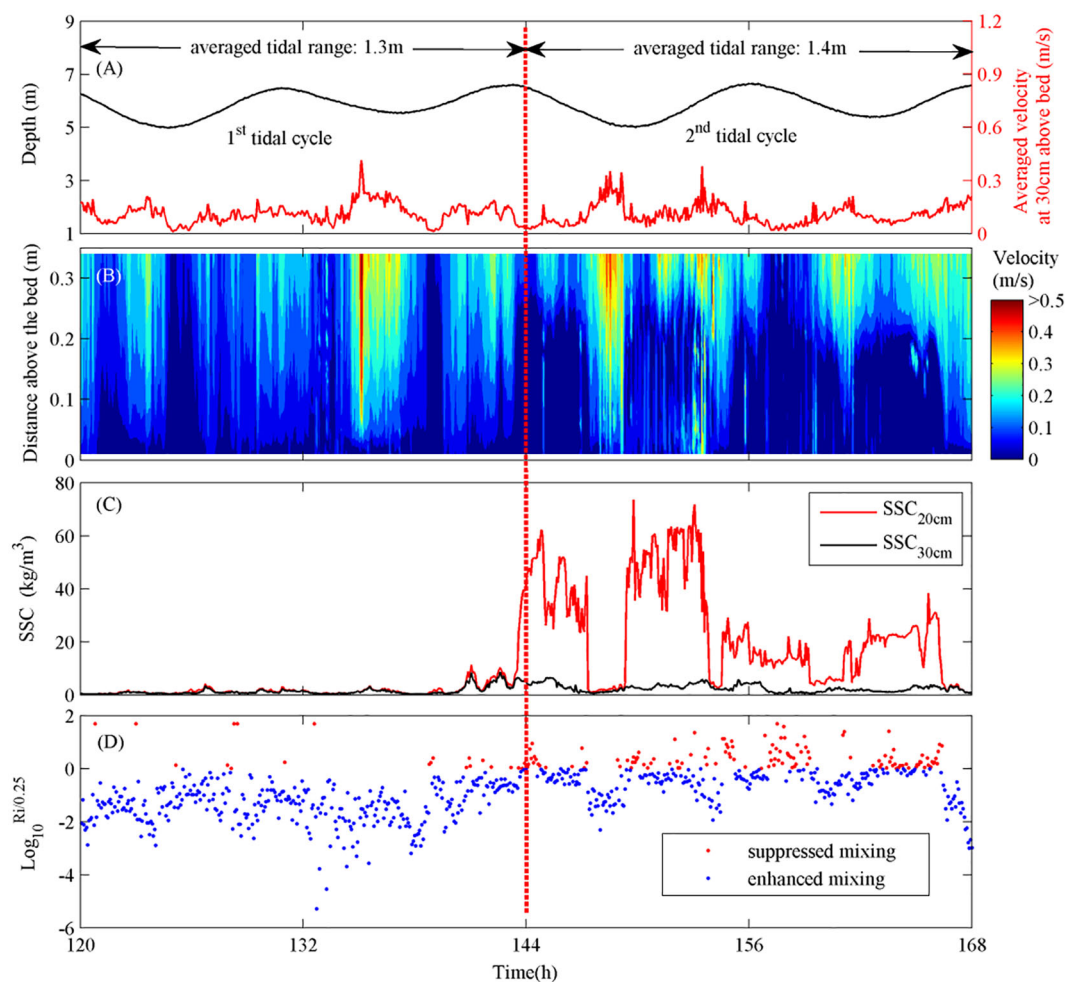 averaged tidal range: 1.3m
averaged tidal range: 1.4m
(A)
1st tidal cycle
2nd tidal cycle
Depth (m)
9
7
5
3
1
1.2
0.9
0.6
0.3
0
Averaged velocity
at 30cm above bed (m/s)
(B)
Distance above the bed (m)
0.3
0.2
0.1
0
Velocity
(m/s)
>0.5
0.4
0.3
0.2
0.1
0
(C)
SSC (kg/m3)
80
60
40
20
0
SSC20cm
SSC30cm
(D)
Log10 Ri/0.25
2
0
-2
-4
-6
suppressed mixing
enhanced mixing
120
132
144
156
168
Time(h)